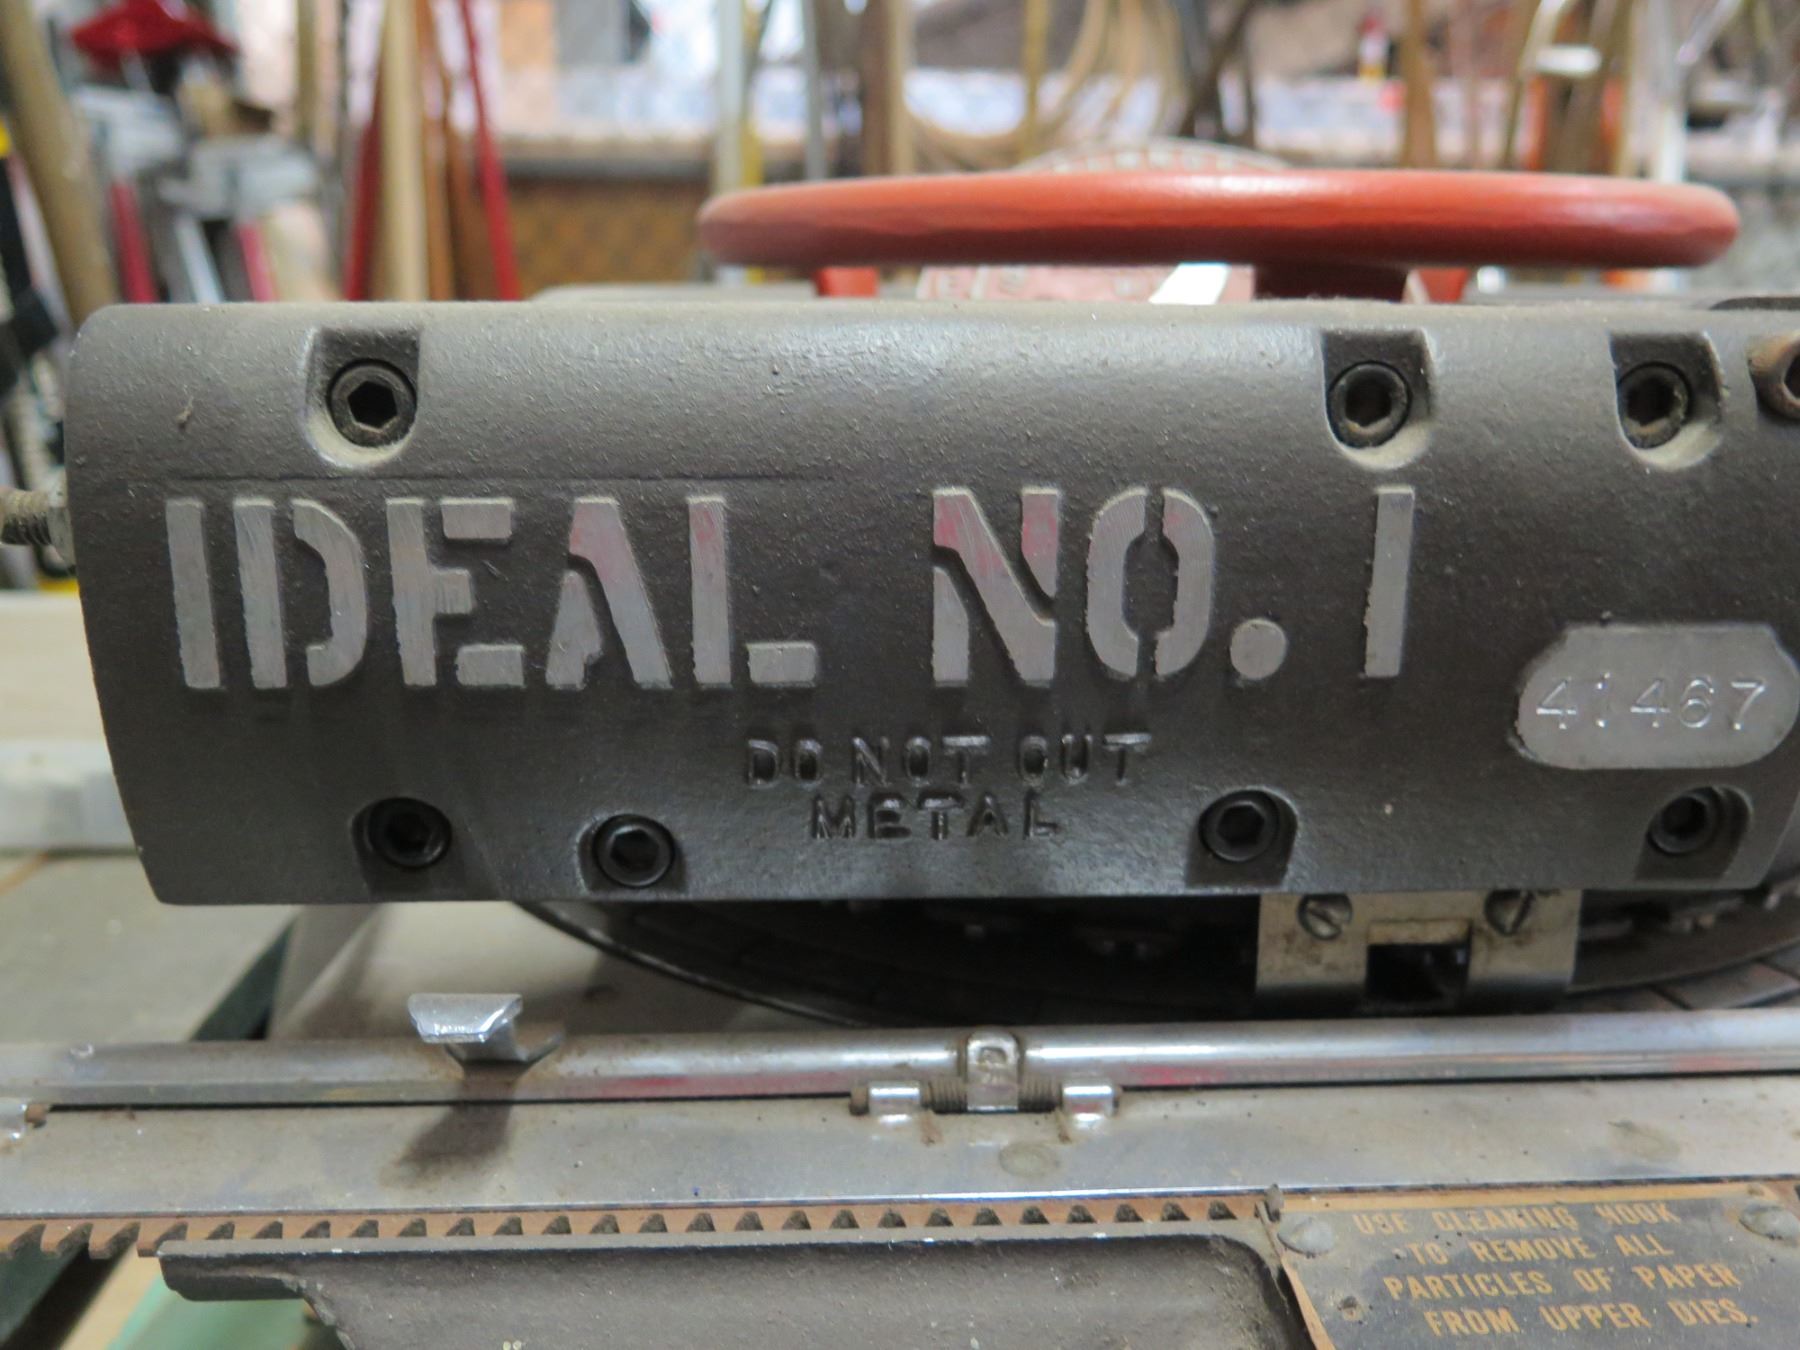 IDEAL NO. 1
41467
DO NOT CUT
METAL
USE CLEANING HOOK
TO REMOVE ALL
PARTICLES OF PAPER
FROM UPPER DIES.